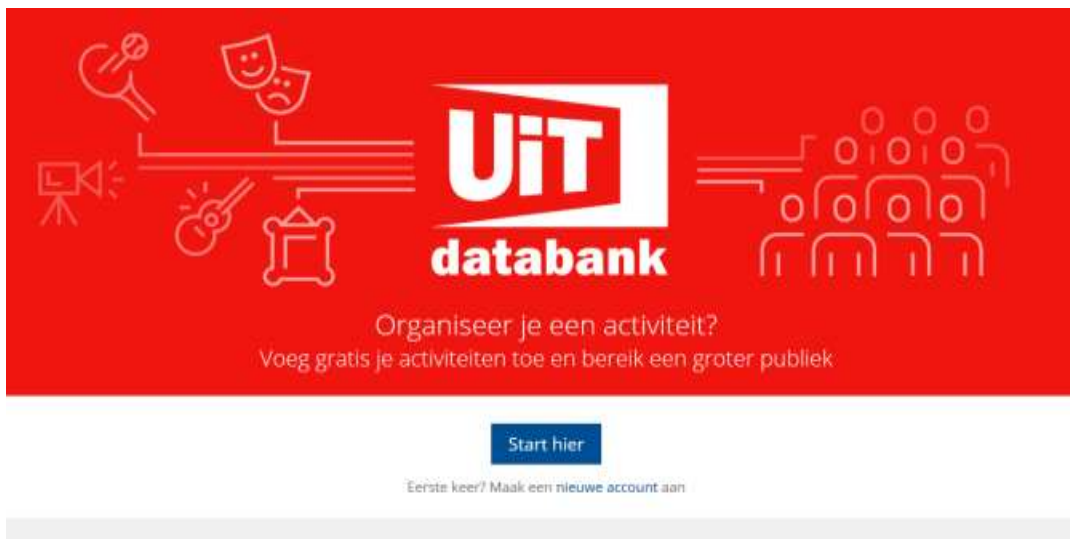 UiT
databank
Organiseer je een activiteit?
Voeg gratis je activiteiten toe en bereik een groter publiek
Start hier
Eerste keer? Maak een nieuwe account aan